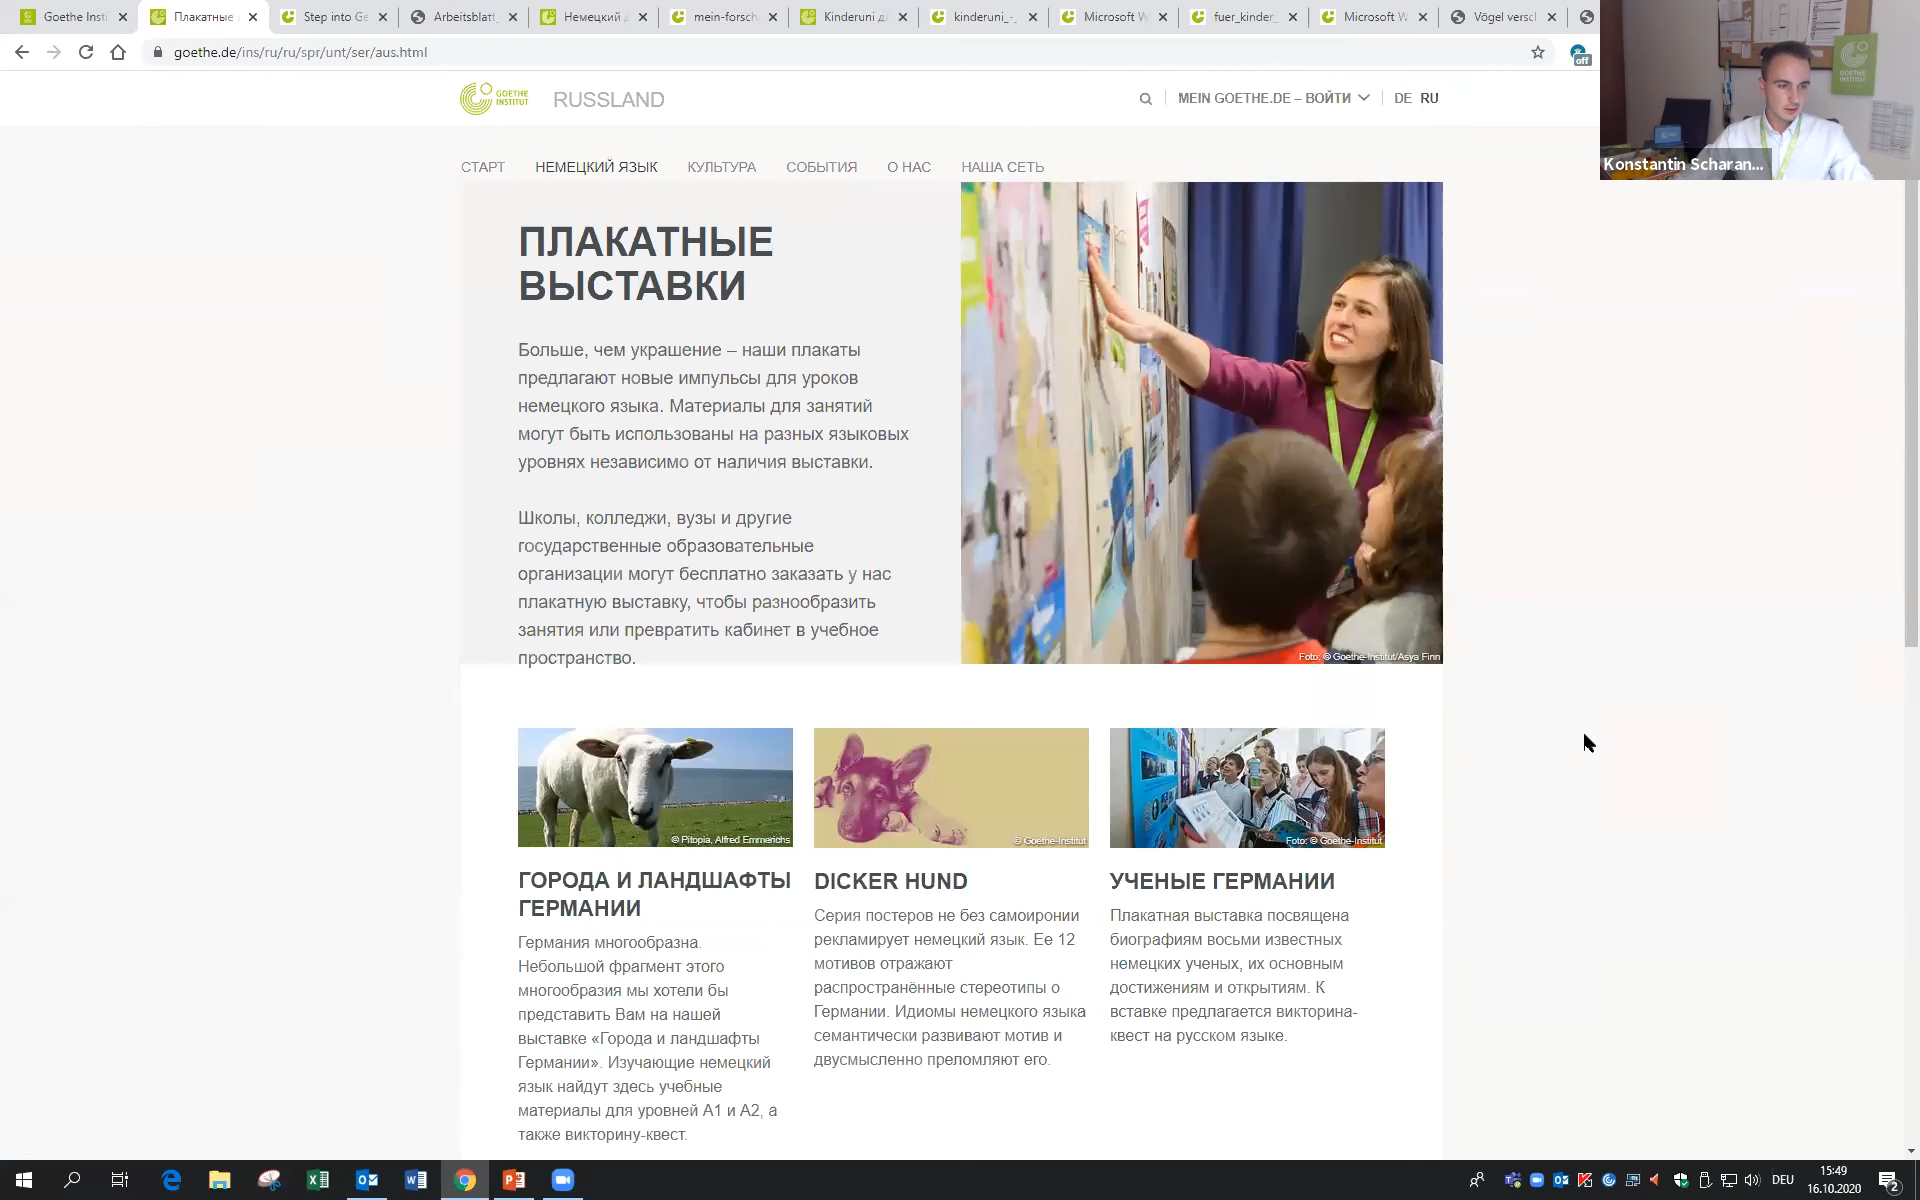 Goethe Insti
Плакатные
Step into Ge
Arbeitsblatt_
Немецкий д
mein-forsch
Kinderuni д
kinderuni_-_
Microsoft W
fuer_kinder_
Microsoft W
Vögel versc
goethe.de/ins/ru/ru/spr/unt/ser/aus.html
off
GOETHE
INSTITUT
RUSSLAND
MEIN GOETHE.DE – ВОЙТИ
DE RU
GOETHE
INSTITUT
Konstantin Scharan...
СТАРТ НЕМЕЦКИЙ ЯЗЫК КУЛЬТУРА СОБЫТИЯ О НАС НАША СЕТЬ
ПЛАКАТНЫЕ
ВЫСТАВКИ
Больше, чем украшение – наши плакаты
предлагают новые импульсы для уроков
немецкого языка. Материалы для занятий
могут быть использованы на разных языковых
уровнях независимо от наличия выставки.
Школы, колледжи, вузы и другие
государственные образовательные
организации могут бесплатно заказать у нас
плакатную выставку, чтобы разнообразить
занятия или превратить кабинет в учебное
пространство.
Foto: © Goethe-Institut/Asya Finn
© Pitopia, Alfred Emmerichs
© Goethe-Institut
Foto: © Goethe-Institut
ГОРОДА И ЛАНДШАФТЫ
ГЕРМАНИИ
Германия многообразна.
Небольшой фрагмент этого
многообразия мы хотели бы
представить Вам на нашей
выставке «Города и ландшафты
Германии». Изучающие немецкий
язык найдут здесь учебные
материалы для уровней А1 и А2, а
также викторину-квест.
DICKER HUND
Серия постеров не без самоиронии
рекламирует немецкий язык. Ее 12
мотивов отражают
распространённые стереотипы о
Германии. Идиомы немецкого языка
семантически развивают мотив и
двусмысленно преломляют его.
УЧЕНЫЕ ГЕРМАНИИ
Плакатная выставка посвящена
биографиям восьми известных
немецких ученых, их основным
достижениям и открытиям. К
вставке предлагается викторина-
квест на русском языке.
DEU
15:49
16.10.2020
2